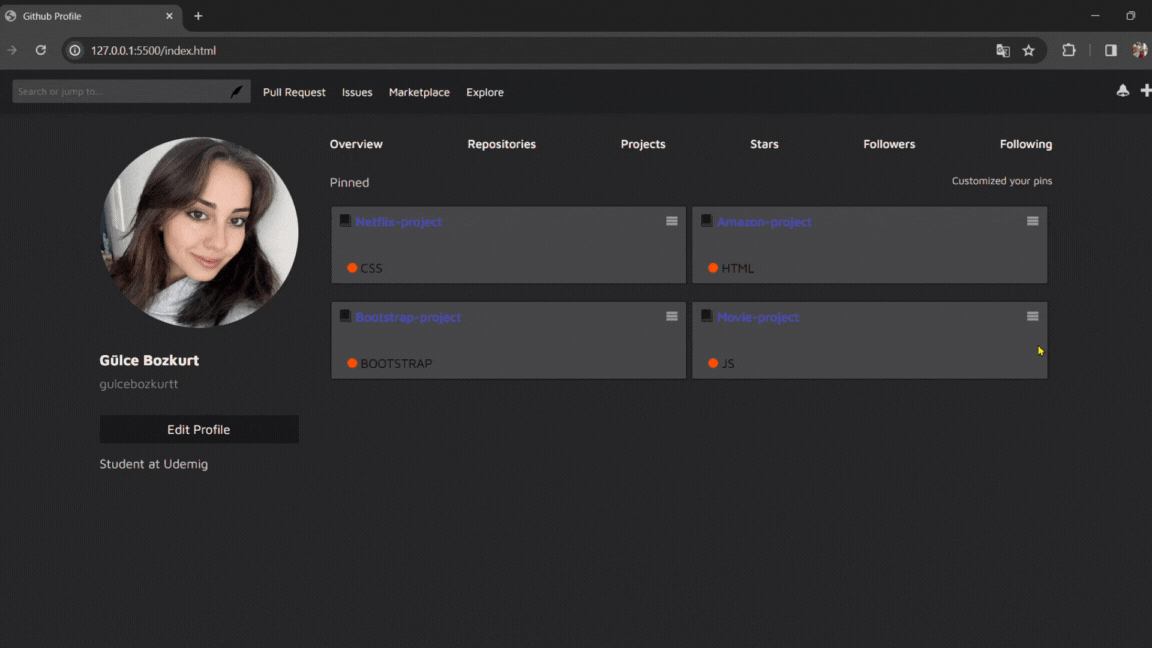 Github Profile
127.0.0.1:5500/index.html
Search or jump to...
Pull Request Issues Marketplace Explore
Overview Repositories Projects Stars Followers Following
Pinned Customized your pins
Netflix-project
CSS
Amazon-project
HTML
Bootstrap-project
BOOTSTRAP
Movie-project
JS
Gülce Bozkurt
gulcebozkurtt
Edit Profile
Student at Udemig